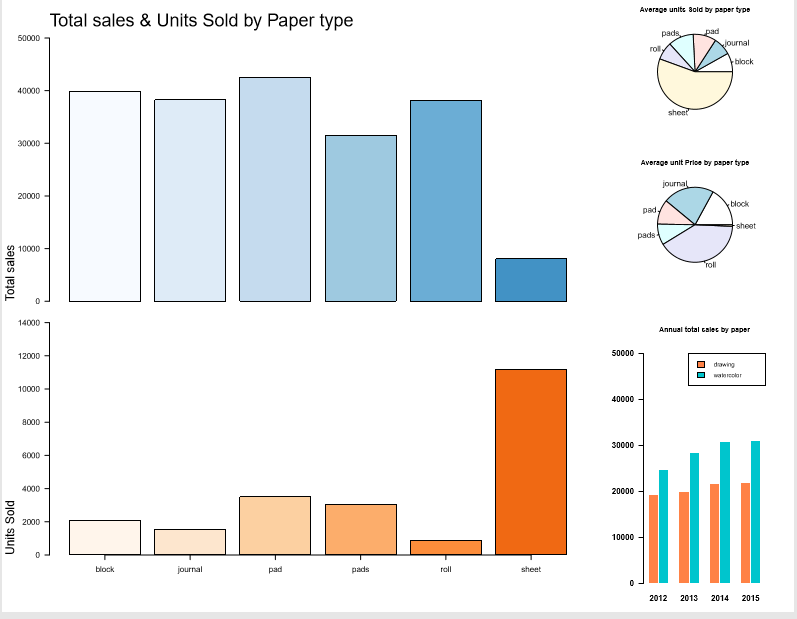 Total sales & Units Sold by Paper type
50000
40000
30000
20000
10000
0
Total sales
14000
12000
10000
8000
6000
4000
2000
0
Units Sold
block journal pad pads roll sheet
Average units Sold by paper type
pads
pad
journal
roll
block
sheet
Average unit Price by paper type
journal
block
pad
sheet
pads
roll
Annual total sales by paper
50000
40000
30000
20000
10000
0
drawing
watercolor
2012 2013 2014 2015